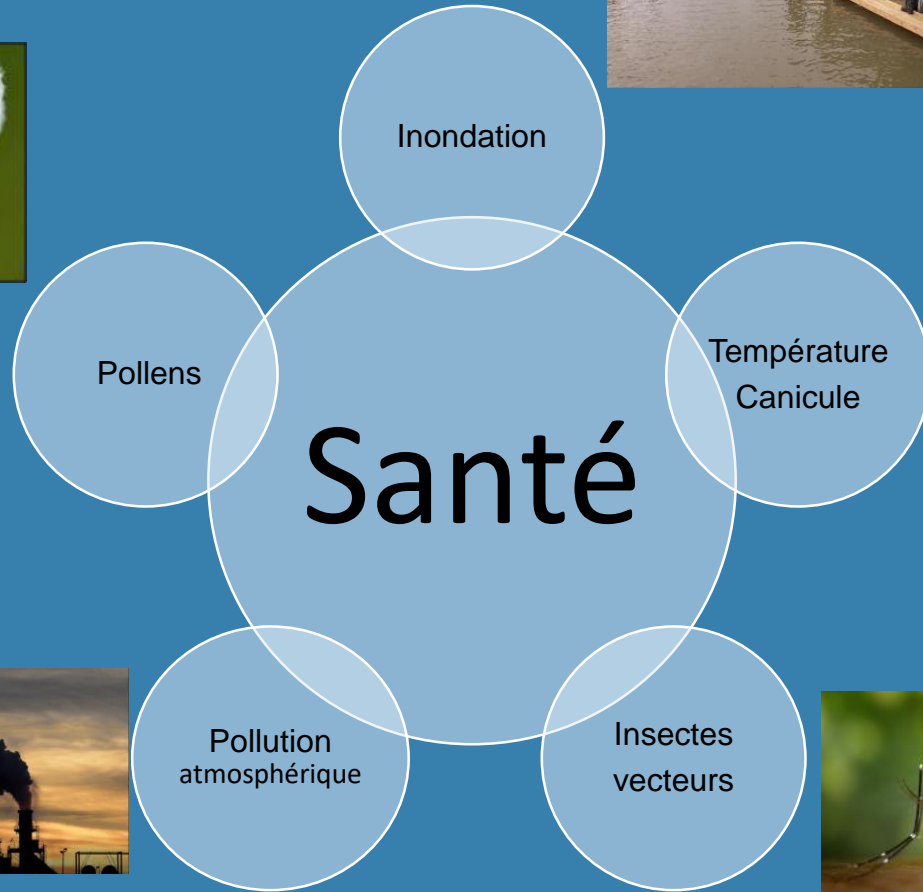 Inondation
Pollens
Température
Canicule
Santé
Pollution
atmosphérique
Insectes
vecteurs